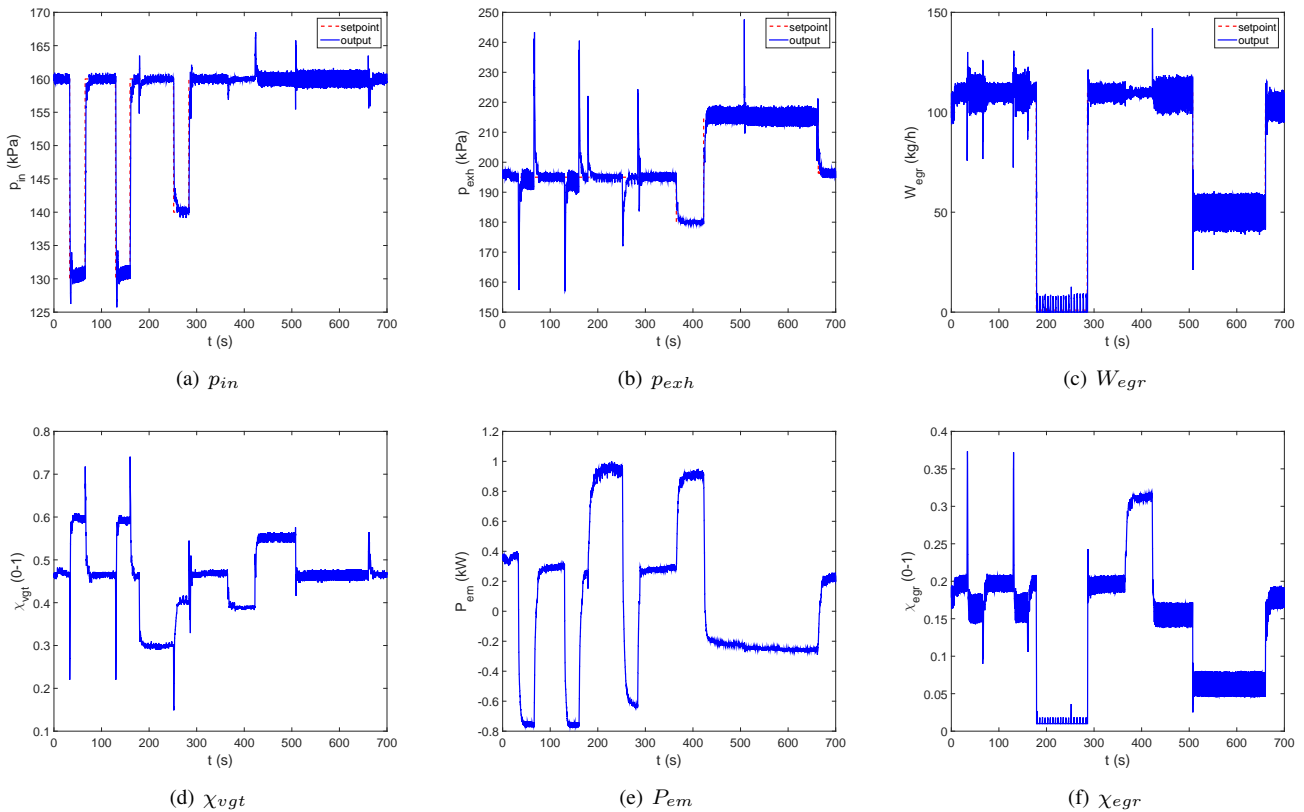 170
165
160
155
150
145
140
135
130
125
0 100 200 300 400 500 600 700
t (s)
p_in (kPa)
setpoint
output
(a) p_in
250
240
230
220
210
200
190
180
170
160
150
0 100 200 300 400 500 600 700
t (s)
p_exh (kPa)
setpoint
output
(b) p_exh
150
100
50
0
0 100 200 300 400 500 600 700
t (s)
W_egr (kg/h)
setpoint
output
(c) W_egr
0.8
0.7
0.6
0.5
0.4
0.3
0.2
0.1
0 100 200 300 400 500 600 700
t (s)
χ_vgt (0-1)
(d) χ_vgt
1.2
1
0.8
0.6
0.4
0.2
0
-0.2
-0.4
-0.6
-0.8
0 100 200 300 400 500 600 700
t (s)
P_em (kW)
(e) P_em
0.4
0.35
0.3
0.25
0.2
0.15
0.1
0.05
0
0 100 200 300 400 500 600 700
t (s)
χ_egr (0-1)
(f) χ_egr